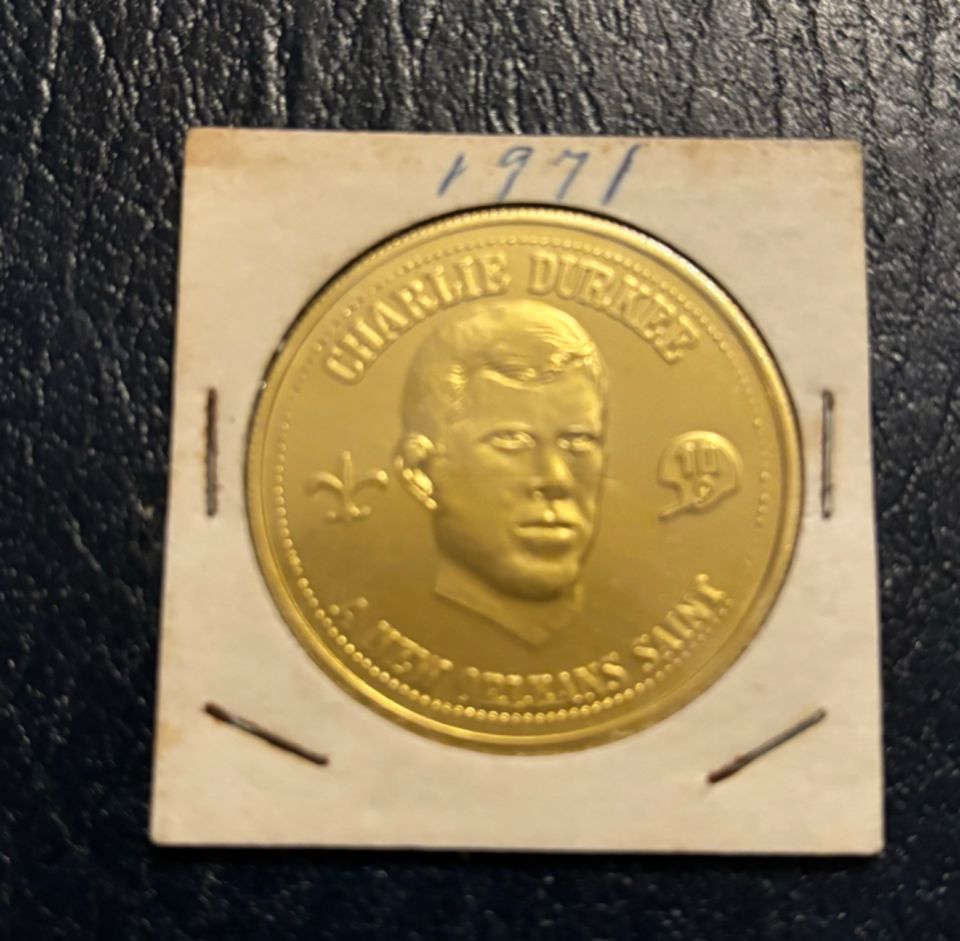 1971
CHARLIE DURKEE
10
A NEW ORLEANS SAINT